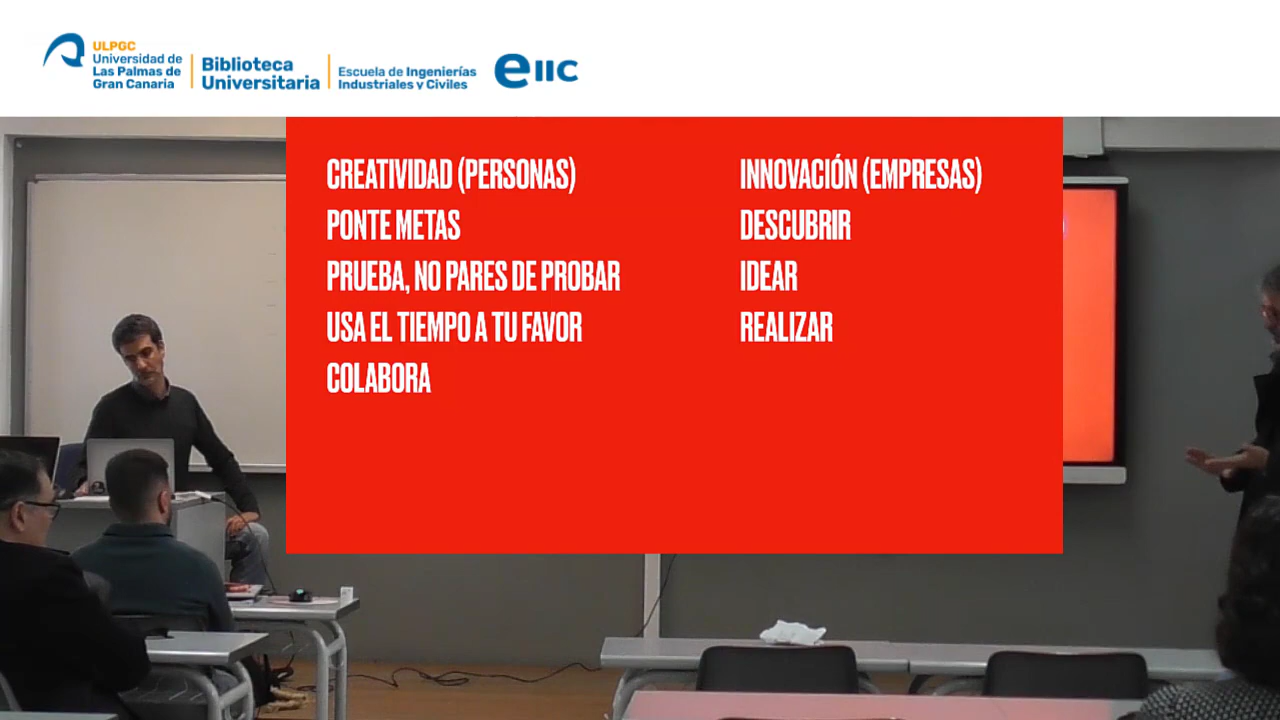 ULPGC
Universidad de
Las Palmas de
Gran Canaria
Biblioteca
Universitaria
Escuela de Ingenierías
Industriales y Civiles
eiic
CREATIVIDAD (PERSONAS)
PONTE METAS
PRUEBA, NO PARES DE PROBAR
USA EL TIEMPO A TU FAVOR
COLABORA
INNOVACIÓN (EMPRESAS)
DESCUBRIR
IDEAR
REALIZAR